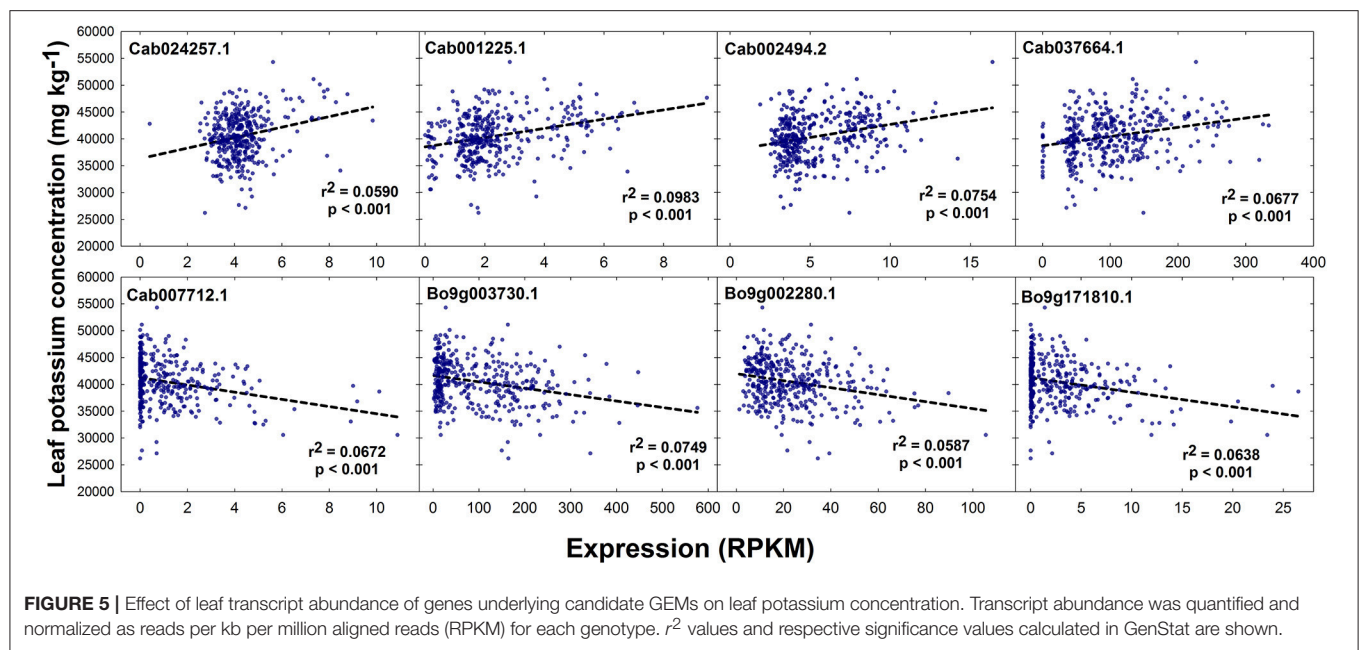 Leaf potassium concentration (mg kg-1)
60000
55000
50000
45000
40000
35000
30000
25000
20000
Cab024257.1
r2 = 0.0590
p < 0.001
0 2 4 6 8 10
Cab001225.1
r2 = 0.0983
p < 0.001
0 2 4 6 8
Cab002494.2
r2 = 0.0754
p < 0.001
0 5 10 15
Cab037664.1
r2 = 0.0677
p < 0.001
0 100 200 300 400
60000
55000
50000
45000
40000
35000
30000
25000
20000
Cab007712.1
r2 = 0.0672
p < 0.001
0 2 4 6 8 10
Bo9g003730.1
r2 = 0.0749
p < 0.001
0 100 200 300 400 500 600
Bo9g002280.1
r2 = 0.0587
p < 0.001
0 20 40 60 80 100
Bo9g171810.1
r2 = 0.0638
p < 0.001
0 5 10 15 20 25
Expression (RPKM)
FIGURE 5 | Effect of leaf transcript abundance of genes underlying candidate GEMs on leaf potassium concentration. Transcript abundance was quantified and
normalized as reads per kb per million aligned reads (RPKM) for each genotype. r2 values and respective significance values calculated in GenStat are shown.